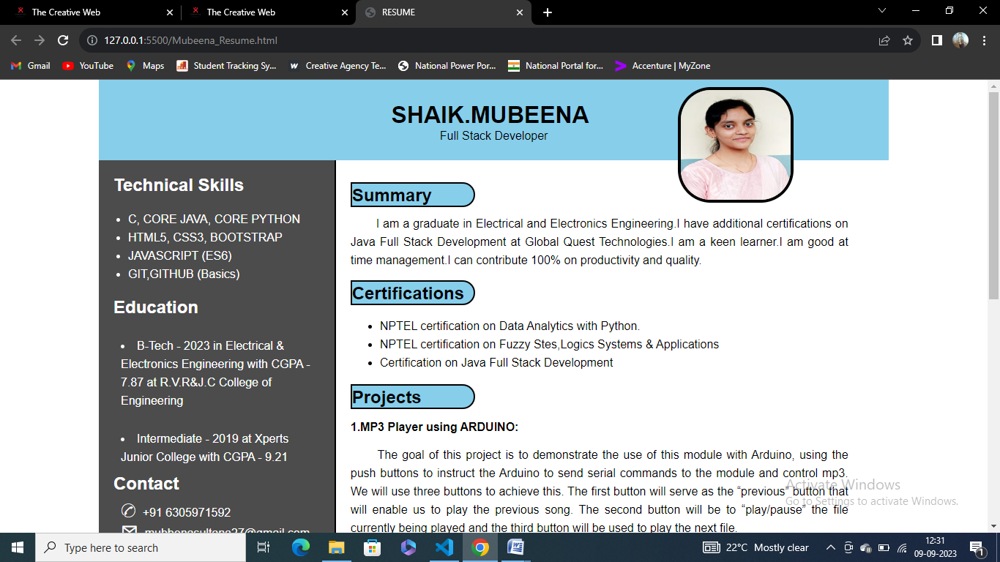 The Creative Web
The Creative Web
RESUME
127.0.0.1:5500/Mubeena_Resume.html
Gmail
YouTube
Maps
Student Tracking Sy...
Creative Agency Te...
National Power Por...
National Portal for...
Accenture | MyZone
SHAIK.MUBEENA
Full Stack Developer
Technical Skills
• C, CORE JAVA, CORE PYTHON
• HTML5, CSS3, BOOTSTRAP
• JAVASCRIPT (ES6)
• GIT,GITHUB (Basics)
Education
• B-Tech - 2023 in Electrical &
Electronics Engineering with CGPA -
7.87 at R.V.R&J.C College of
Engineering
• Intermediate - 2019 at Xperts
Junior College with CGPA - 9.21
Contact
+91 6305971592
Summary
I am a graduate in Electrical and Electronics Engineering.I have additional certifications on
Java Full Stack Development at Global Quest Technologies.I am a keen learner.I am good at
time management.I can contribute 100% on productivity and quality.
Certifications
• NPTEL certification on Data Analytics with Python.
• NPTEL certification on Fuzzy Stes,Logics Systems & Applications
• Certification on Java Full Stack Development
Projects
1.MP3 Player using ARDUINO:
The goal of this project is to demonstrate the use of this module with Arduino, using the
push buttons to instruct the Arduino to send serial commands to the module and control mp3.
We will use three buttons to achieve this. The first button will serve as the “previous” button that
will enable us to play the previous song. The second button will be to “play/pause” the file
currently being played and the third button will be used to play the next file.
Activate Windows
Go to Settings to activate Windows.
Type here to search
22°C Mostly clear
12:31
09-09-2023
1